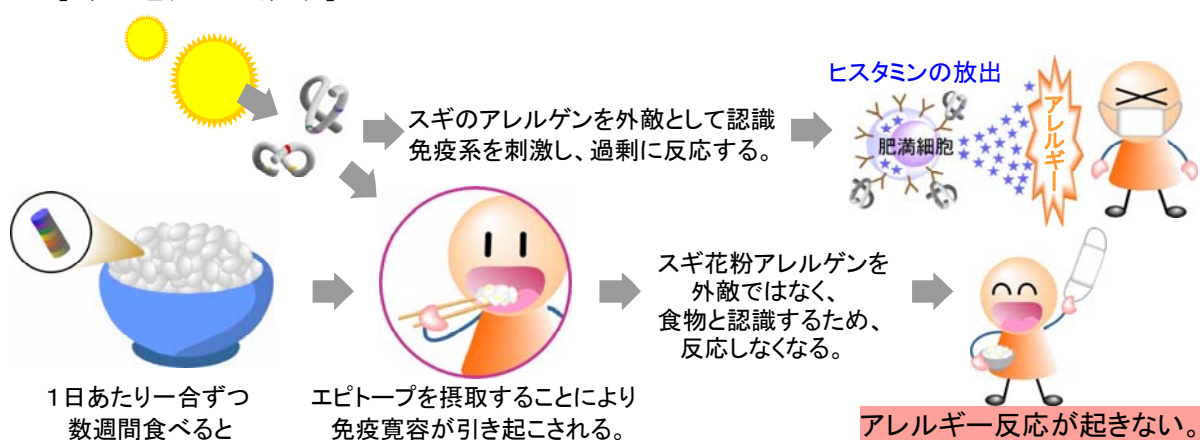 ヒスタミンの放出
スギのアレルゲンを外敵として認識
免疫系を刺激し、過剰に反応する。
肥満細胞
アレルギー
スギ花粉アレルゲンを
外敵ではなく、
食物と認識するため、
反応しなくなる。
1日あたり一合ずつ
数週間食べると
エピトープを摂取することにより
免疫寛容が引き起こされる。
アレルギー反応が起きない。